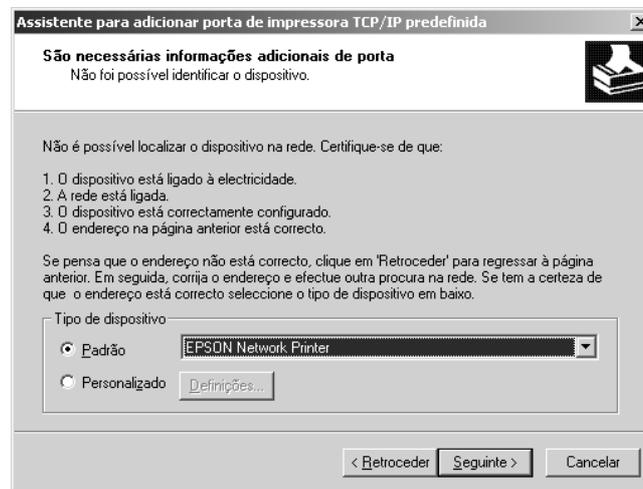 Assistente para adicionar porta de impressora TCP/IP predefinida
São necessárias informações adicionais de porta
Não foi possível identificar o dispositivo.
Não é possível localizar o dispositivo na rede. Certifique-se de que:
1. O dispositivo está ligado à electricidade.
2. A rede está ligada.
3. O dispositivo está correctamente configurado.
4. O endereço na página anterior está correcto.
Se pensa que o endereço não está correcto, clique em 'Retroceder' para regressar à página
anterior. Em seguida, corrija o endereço e efectue outra procura na rede. Se tem a certeza de
que o endereço está correcto seleccione o tipo de dispositivo em baixo.
Tipo de dispositivo
Padrão
EPSON Network Printer
Personalizado
Definições...
< Retroceder
Seguinte >
Cancelar